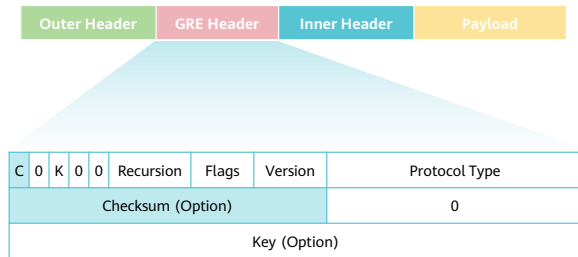 Outer Header GRE Header Inner Header Payload
C 0 K 0 0 Recursion Flags Version Protocol Type
Checksum (Option) 0
Key (Option)